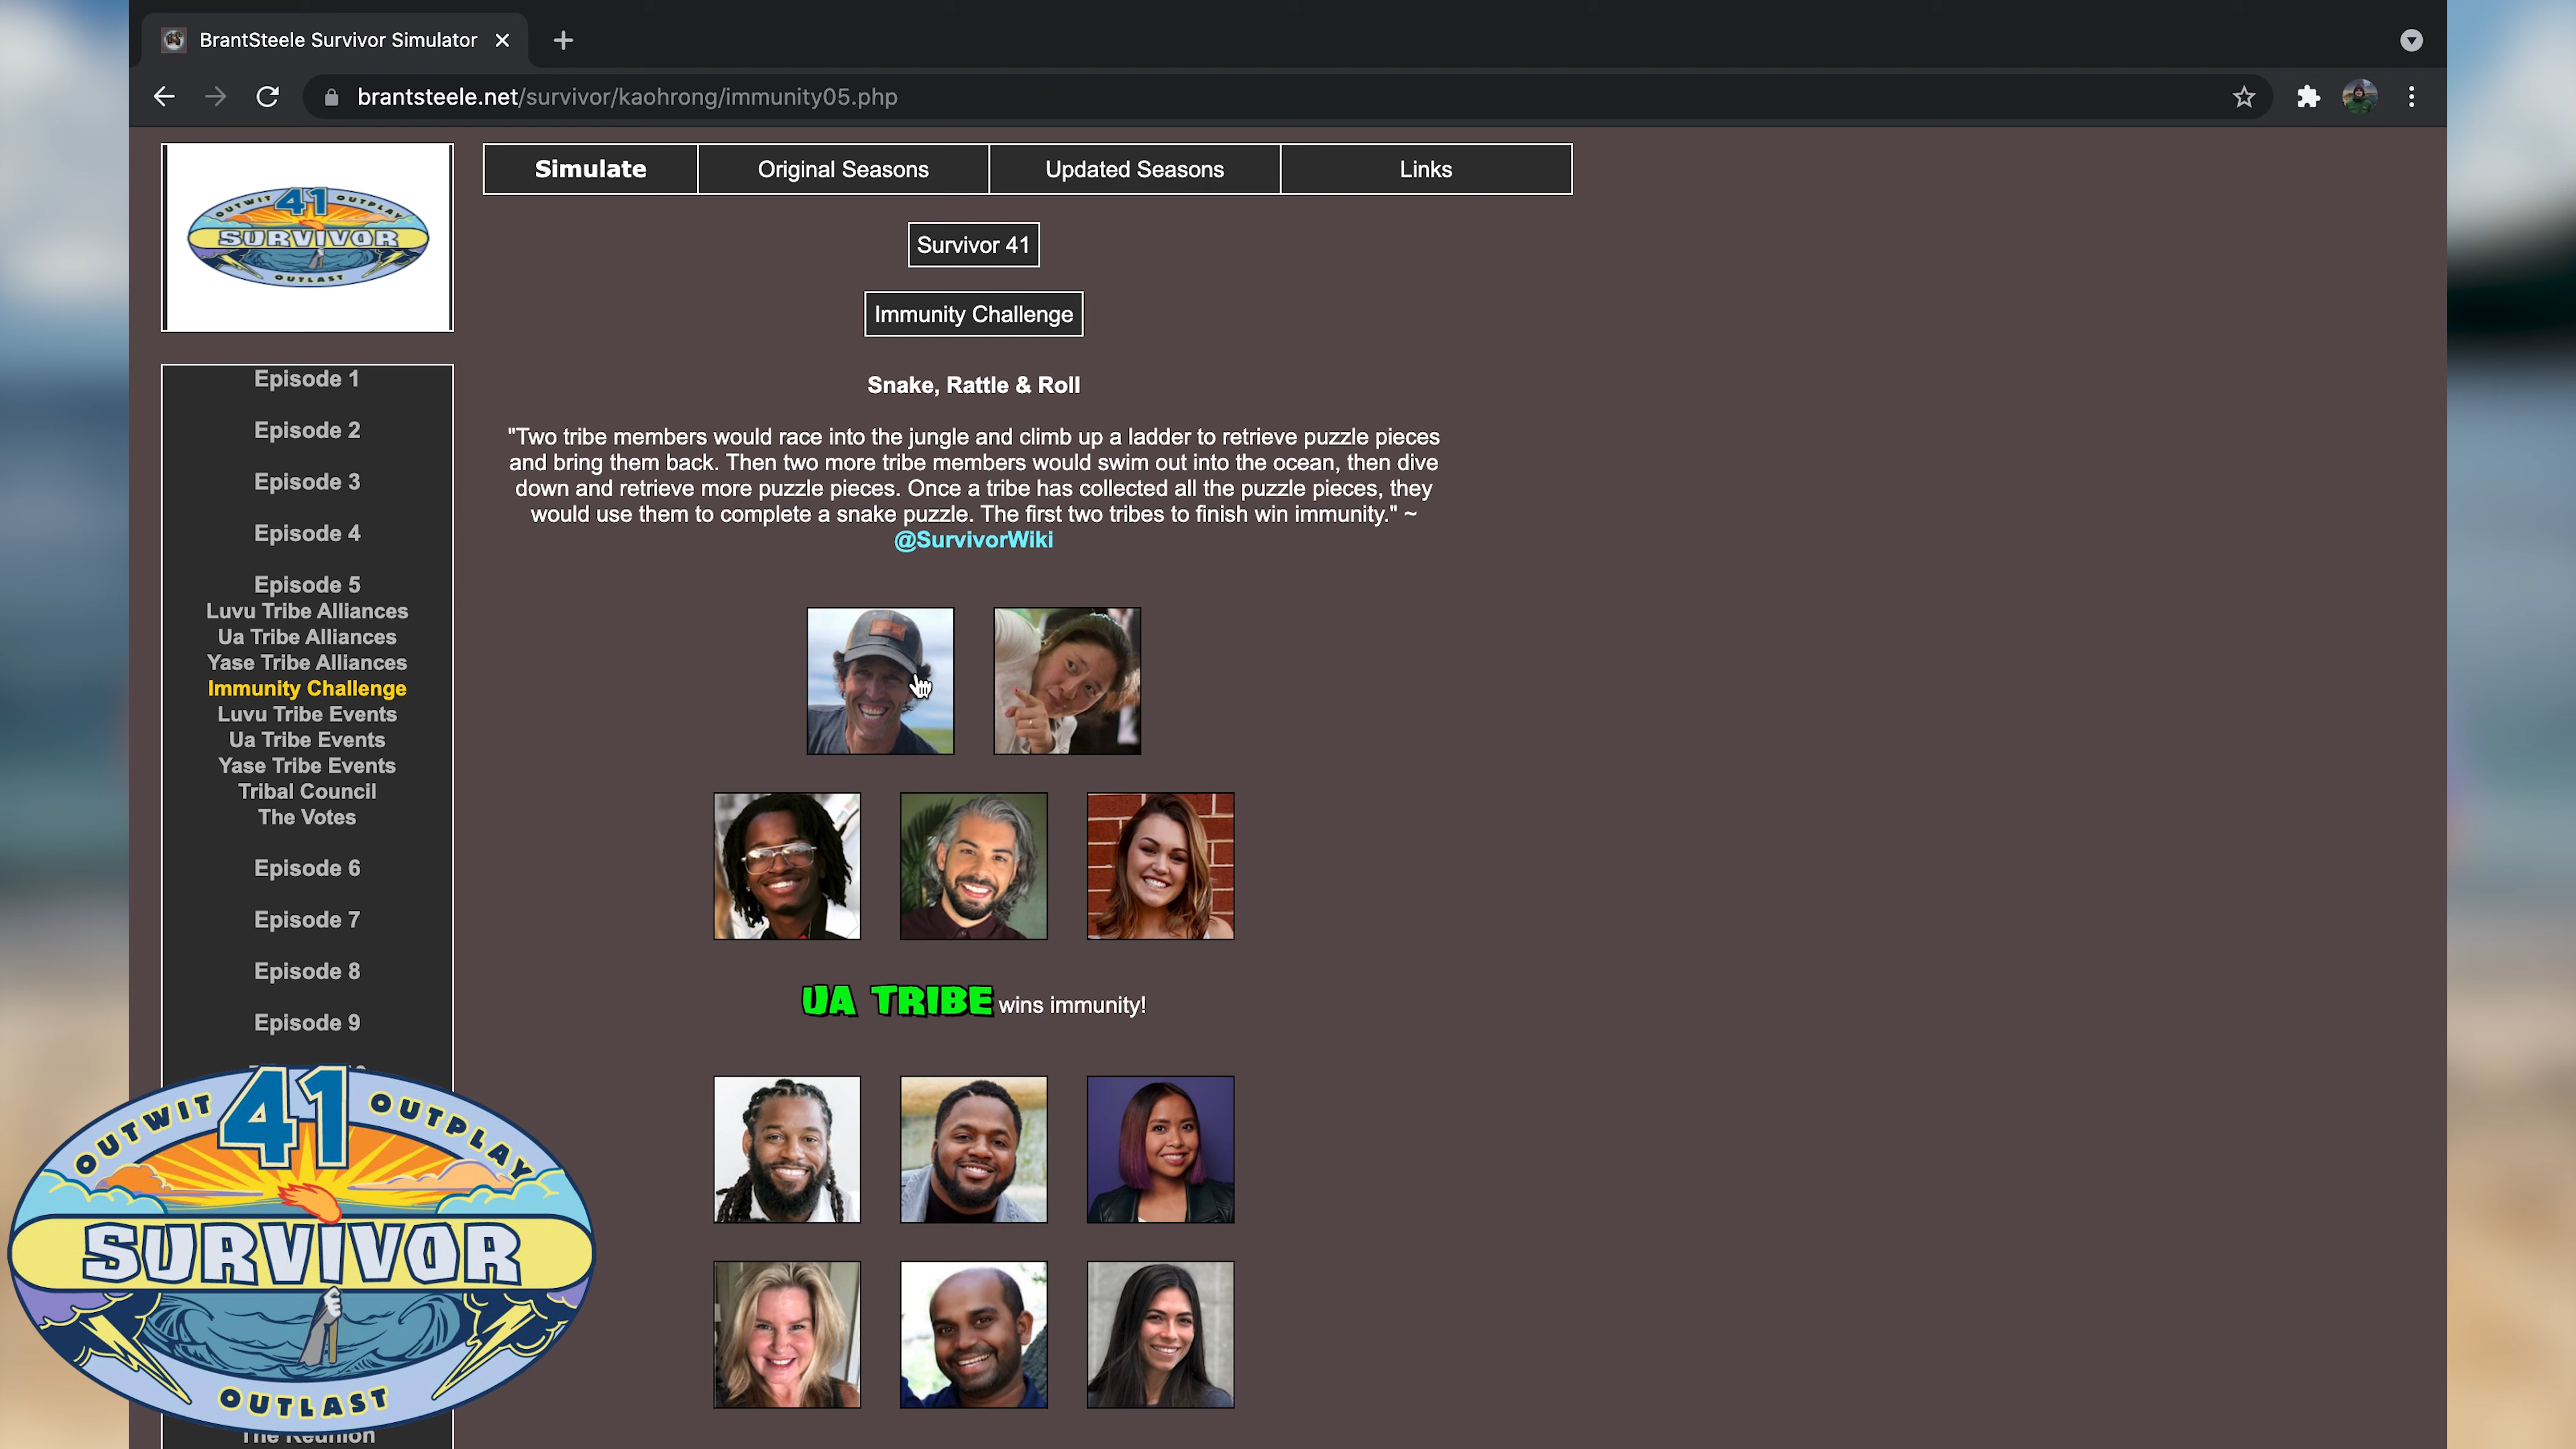 BrantSteele Survivor Simulator
brantsteele.net/survivor/kaohrong/immunity05.php
OUTWIT 41 OUTPLAY
SURVIVOR
OUTLAST
Simulate
Original Seasons
Updated Seasons
Links
Survivor 41
Immunity Challenge
Snake, Rattle & Roll
"Two tribe members would race into the jungle and climb up a ladder to retrieve puzzle pieces
and bring them back. Then two more tribe members would swim out into the ocean, then dive
down and retrieve more puzzle pieces. Once a tribe has collected all the puzzle pieces, they
would use them to complete a snake puzzle. The first two tribes to finish win immunity." ~
@SurvivorWiki
Episode 1
Episode 2
Episode 3
Episode 4
Episode 5
Luvu Tribe Alliances
Ua Tribe Alliances
Yase Tribe Alliances
Immunity Challenge
Luvu Tribe Events
Ua Tribe Events
Yase Tribe Events
Tribal Council
The Votes
Episode 6
Episode 7
Episode 8
Episode 9
The Reunion
UA TRIBE wins immunity!
OUTWIT 41 OUTPLAY
SURVIVOR
OUTLAST